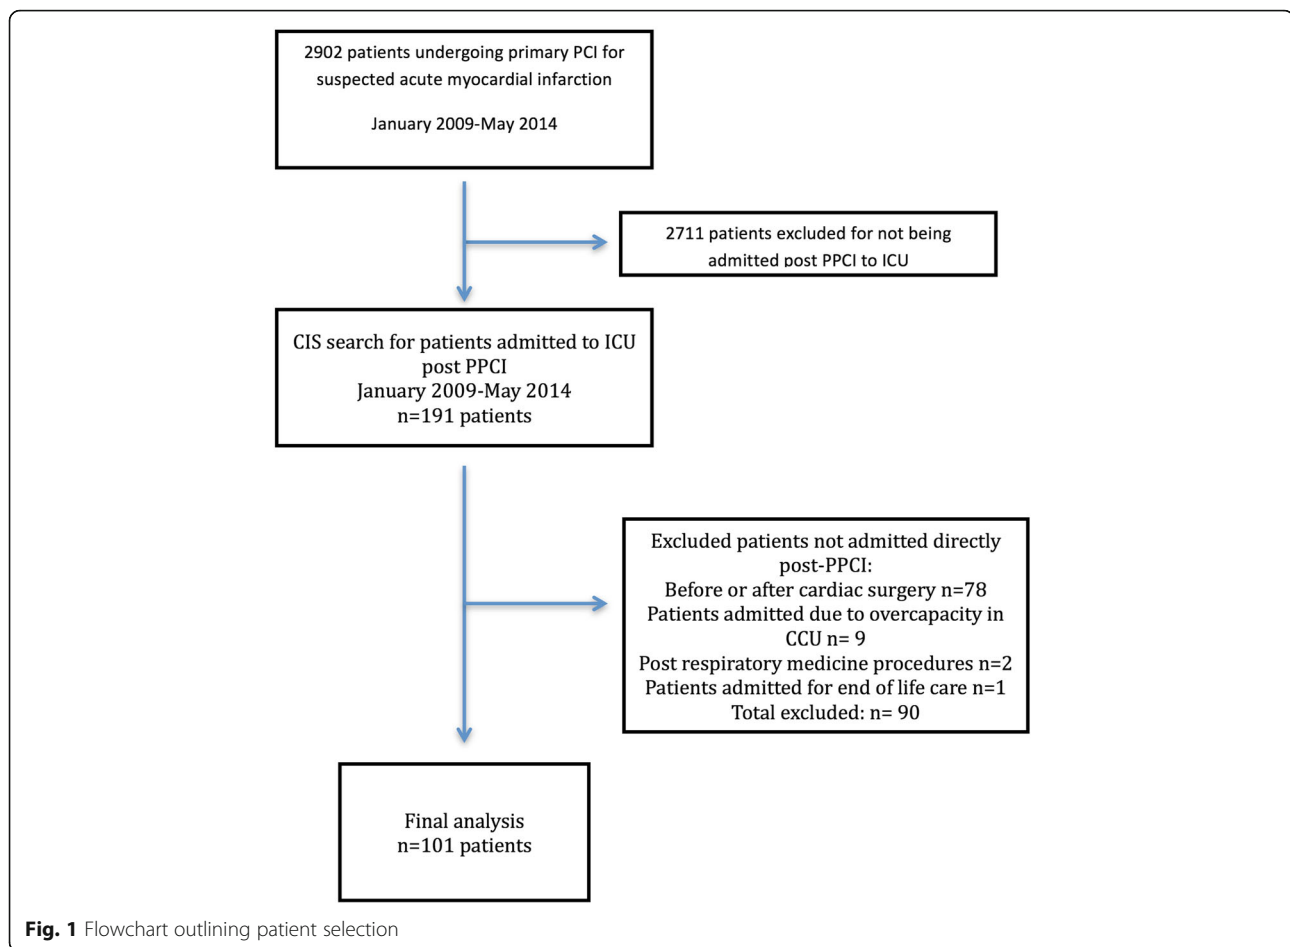 2902 patients undergoing primary PCI for
suspected acute myocardial infarction
January 2009-May 2014
2711 patients excluded for not being
admitted post PPCI to ICU
CIS search for patients admitted to ICU
post PPCI
January 2009-May 2014
n=191 patients
Excluded patients not admitted directly
post-PPCI:
Before or after cardiac surgery n=78
Patients admitted due to overcapacity in
CCU n= 9
Post respiratory medicine procedures n=2
Patients admitted for end of life care n=1
Total excluded: n= 90
Final analysis
n=101 patients
Fig. 1 Flowchart outlining patient selection